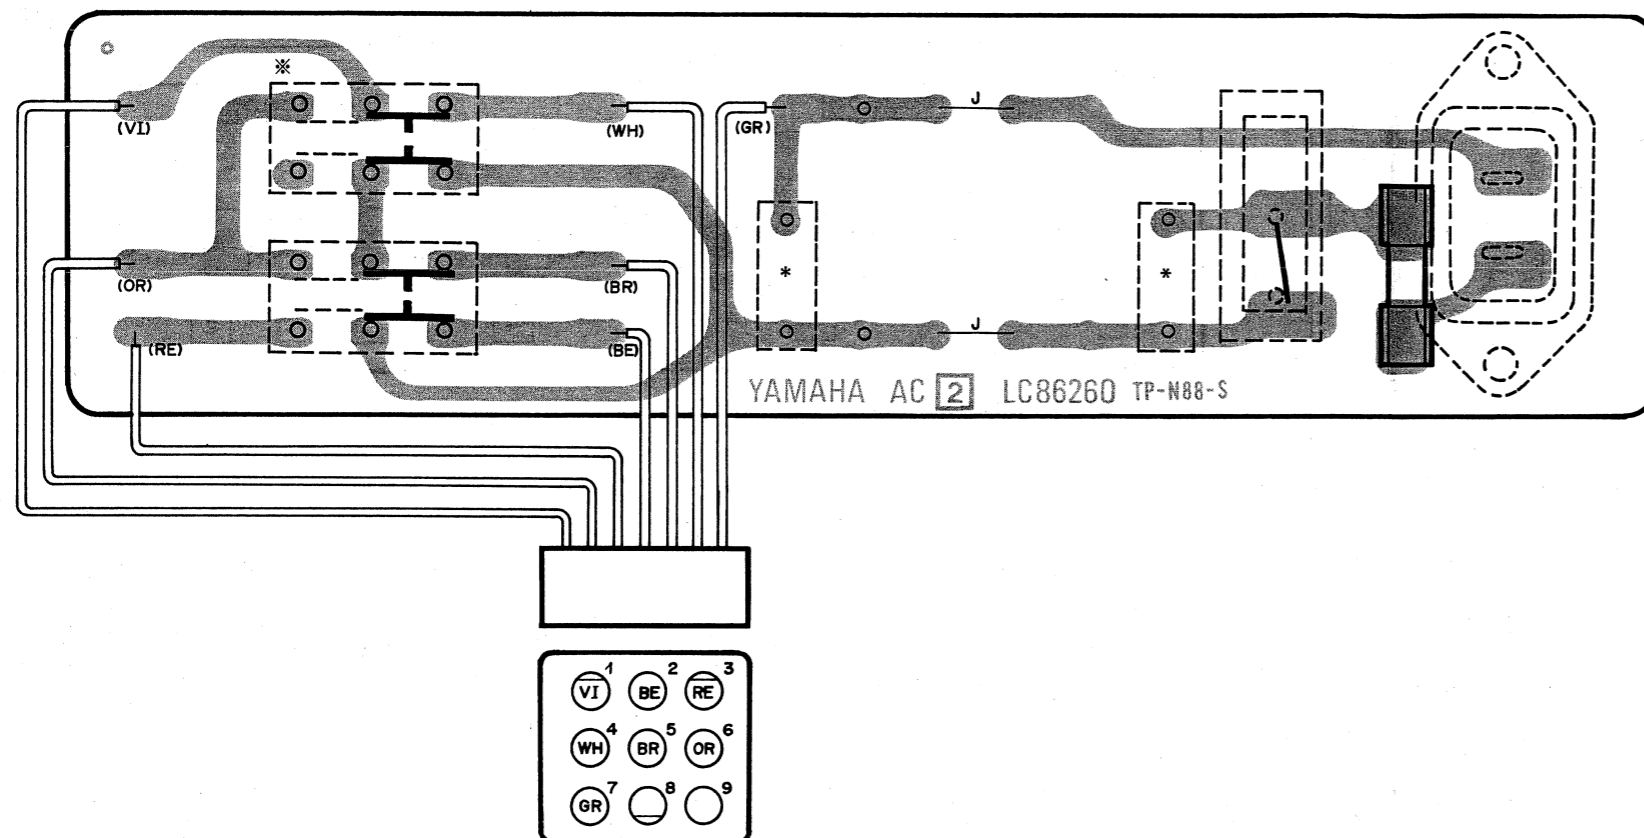 ※
(VI)
(WH)
(GR)
J
(OR)
(BR)
*
*
(RE)
(BE)
J
YAMAHA AC 2 LC86260 TP-N88-S
VI 1 BE 2 RE 3
WH 4 BR 5 OR 6
GR 7 8 9